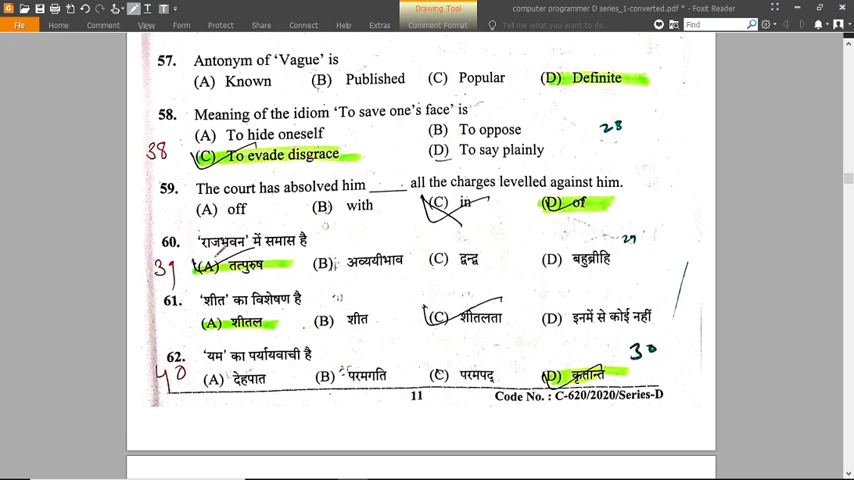 Drawing Tool
computer programmer D series_1-converted.pdf * - Foxit Reader
File Home Comment View Form Protect Share Connect Help Extras Comment Format Tell me what you want to do... Find
57. Antonym of ‘Vague’ is
(A) Known (B) Published (C) Popular (D) Definite
58. Meaning of the idiom ‘To save one’s face’ is
28
(A) To hide oneself (B) To oppose
38 (C) To evade disgrace (D) To say plainly
59. The court has absolved him _____ all the charges levelled against him.
(A) off (B) with (C) in (D) of
60. ‘राजभवन’ में समास है
29
39 (A) तत्पुरुष (B) अव्ययीभाव (C) द्वन्द्व (D) बहुब्रीहि
61. ‘शीत’ का विशेषण है
(A) शीतल (B) शीत (C) शीतलता (D) इनमें से कोई नहीं
62. ‘यम’ का पर्यायवाची है
30
40 (A) देहपात (B) परमगति (C) परमपद् (D) कृतान्त
11 Code No. : C-620/2020/Series-D